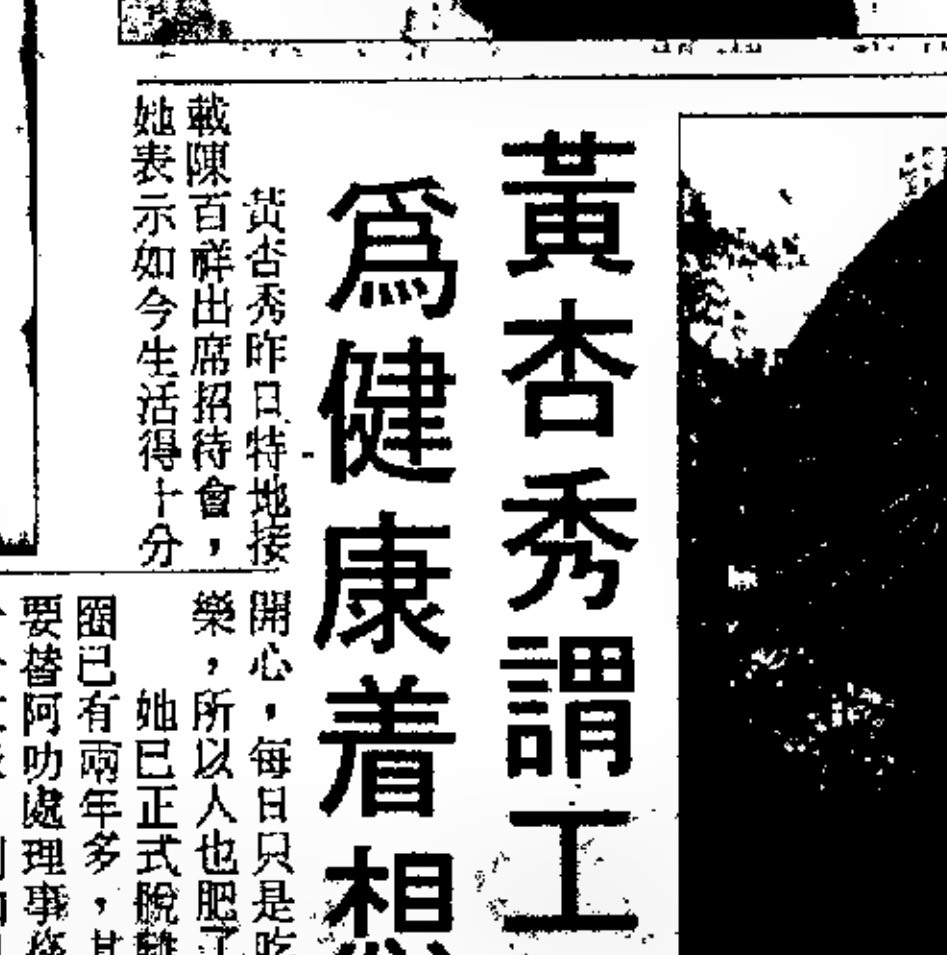 黃杏秀謂工
爲健康着想
黃杏秀昨日特地接
載陳百祥出席招待會，
她表示如今生活得十分
開心，每日只是吃
樂，所以人也肥了
她已正式脫離
圈已有兩年多，其
要替阿叻處理事務